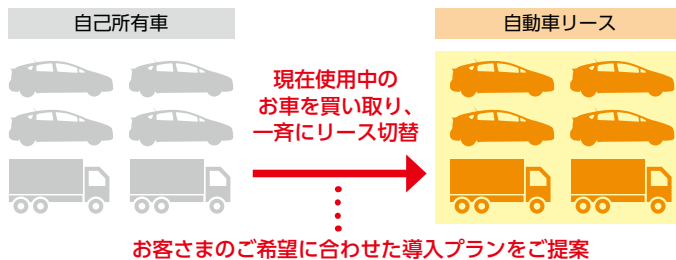 自己所有車
自動車リース
現在使用中の
お車を買い取り、
一斉にリース切替
お客さまのご希望に合わせた導入プランをご提案